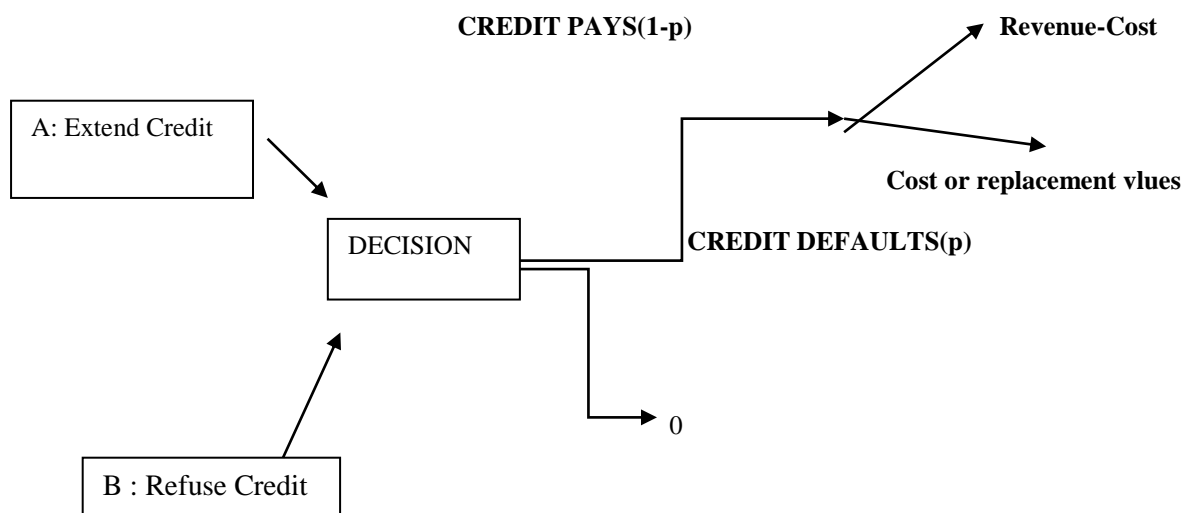 CREDIT PAYS(1-p)
Revenue-Cost
A: Extend Credit
Cost or replacement vlues
DECISION
CREDIT DEFAULTS(p)
0
B : Refuse Credit